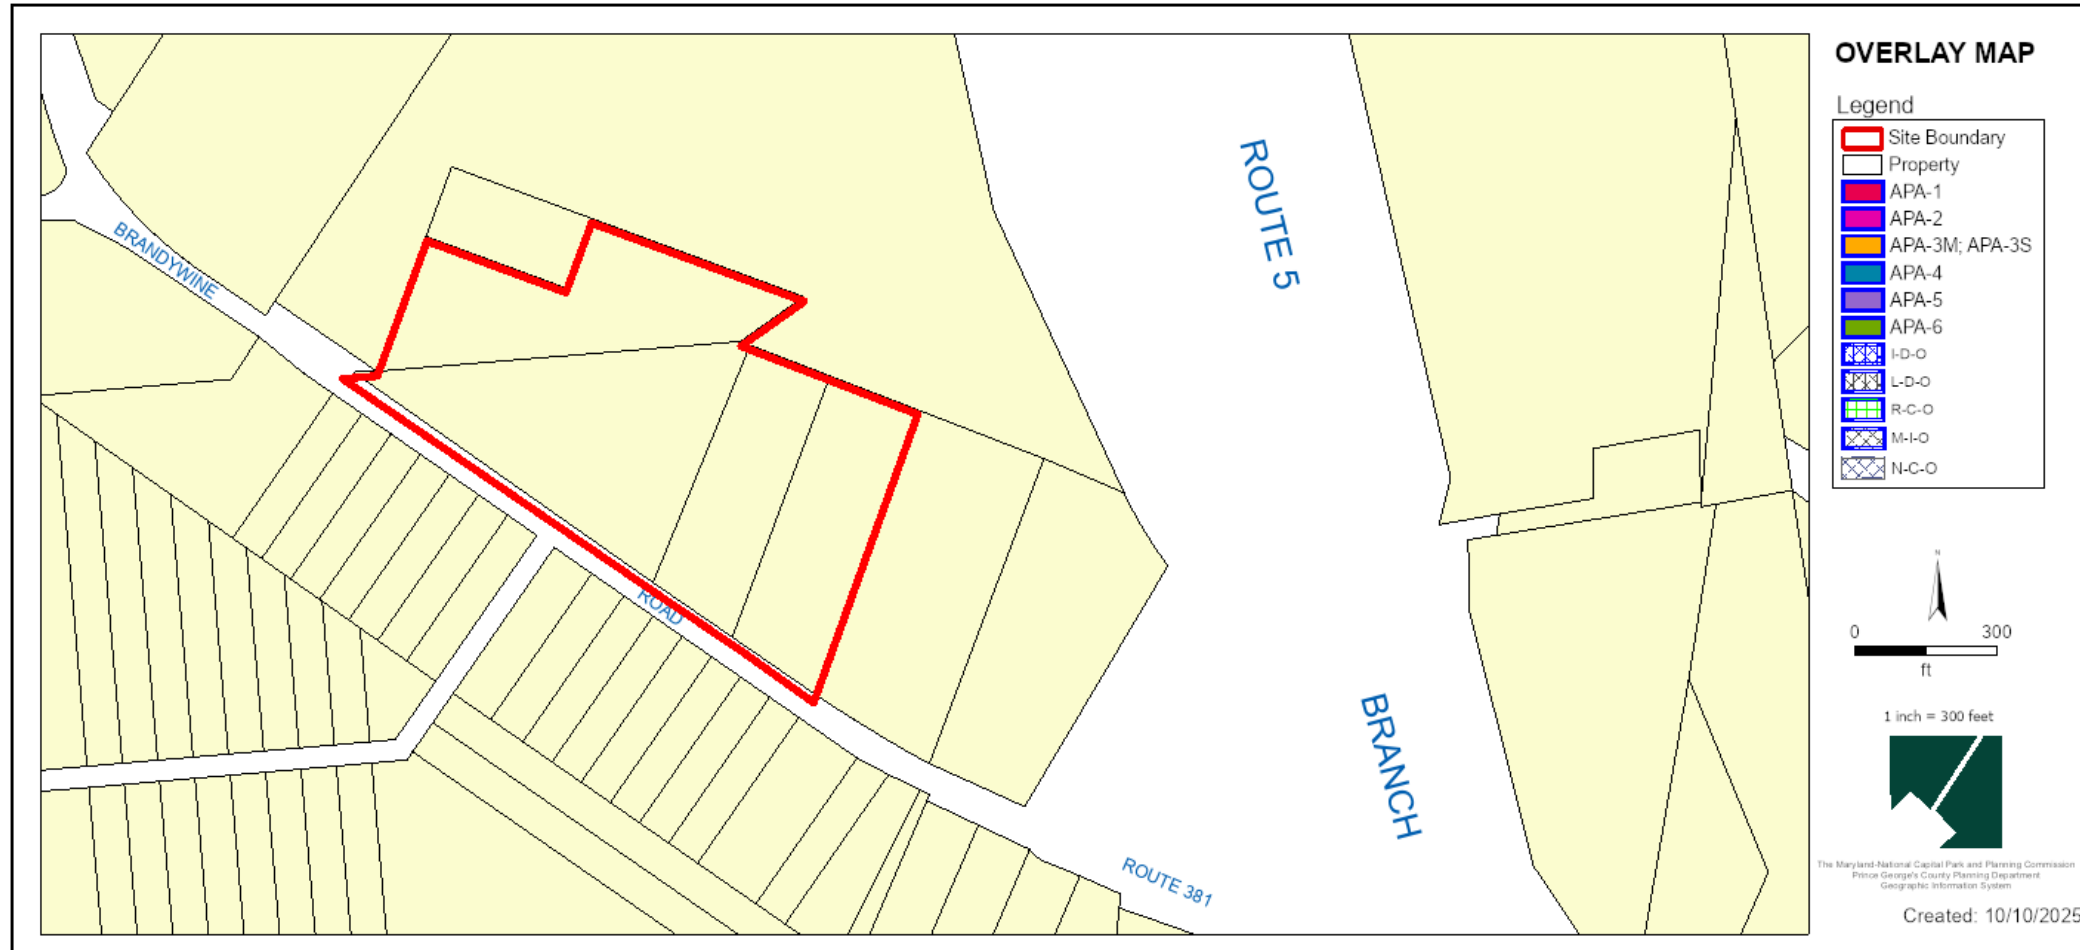 OVERLAY MAP
Legend
Site Boundary
Property
APA-1
APA-2
APA-3M; APA-3S
APA-4
APA-5
APA-6
I-D-O
L-D-O
R-C-O
M-I-O
N-C-O
BRANDYWINE
ROAD
ROUTE 5
BRANCH
ROUTE 381
N
0 300
ft
1 inch = 300 feet
The Maryland-National Capital Park and Planning Commission
Prince George's County Planning Department
Geographic Information System
Created: 10/10/2025